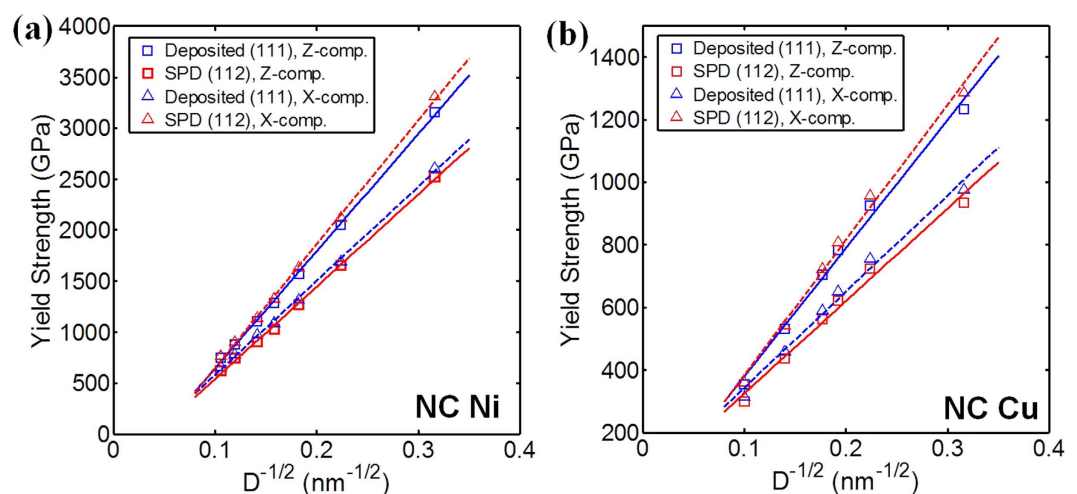 (a)
4000
3500
3000
2500
2000
1500
1000
500
0
Yield Strength (GPa)
Deposited (111), Z-comp.
SPD (112), Z-comp.
Deposited (111), X-comp.
SPD (112), X-comp.
NC Ni
0 0.1 0.2 0.3 0.4
D⁻¹/² (nm⁻¹/²)
(b)
1400
1200
1000
800
600
400
200
Yield Strength (GPa)
Deposited (111), Z-comp.
SPD (112), Z-comp.
Deposited (111), X-comp.
SPD (112), X-comp.
NC Cu
0 0.1 0.2 0.3 0.4
D⁻¹/² (nm⁻¹/²)